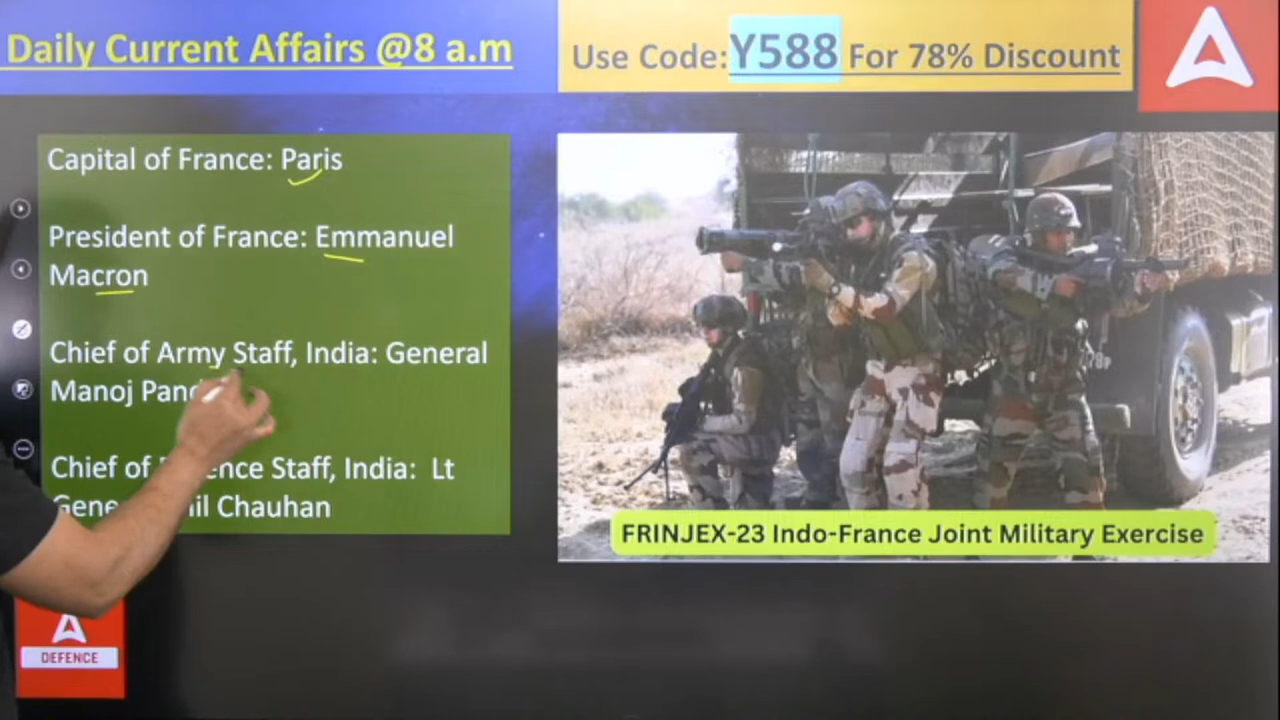 Daily Current Affairs @8 a.m
Use Code:Y588 For 78% Discount
Capital of France: Paris
President of France: Emmanuel
Macron
Chief of Army Staff, India: General
Manoj
Chief of Staff, India: Lt
Chauhan
FRINJEX-23 Indo-France Joint Military Exercise
DEFENCE